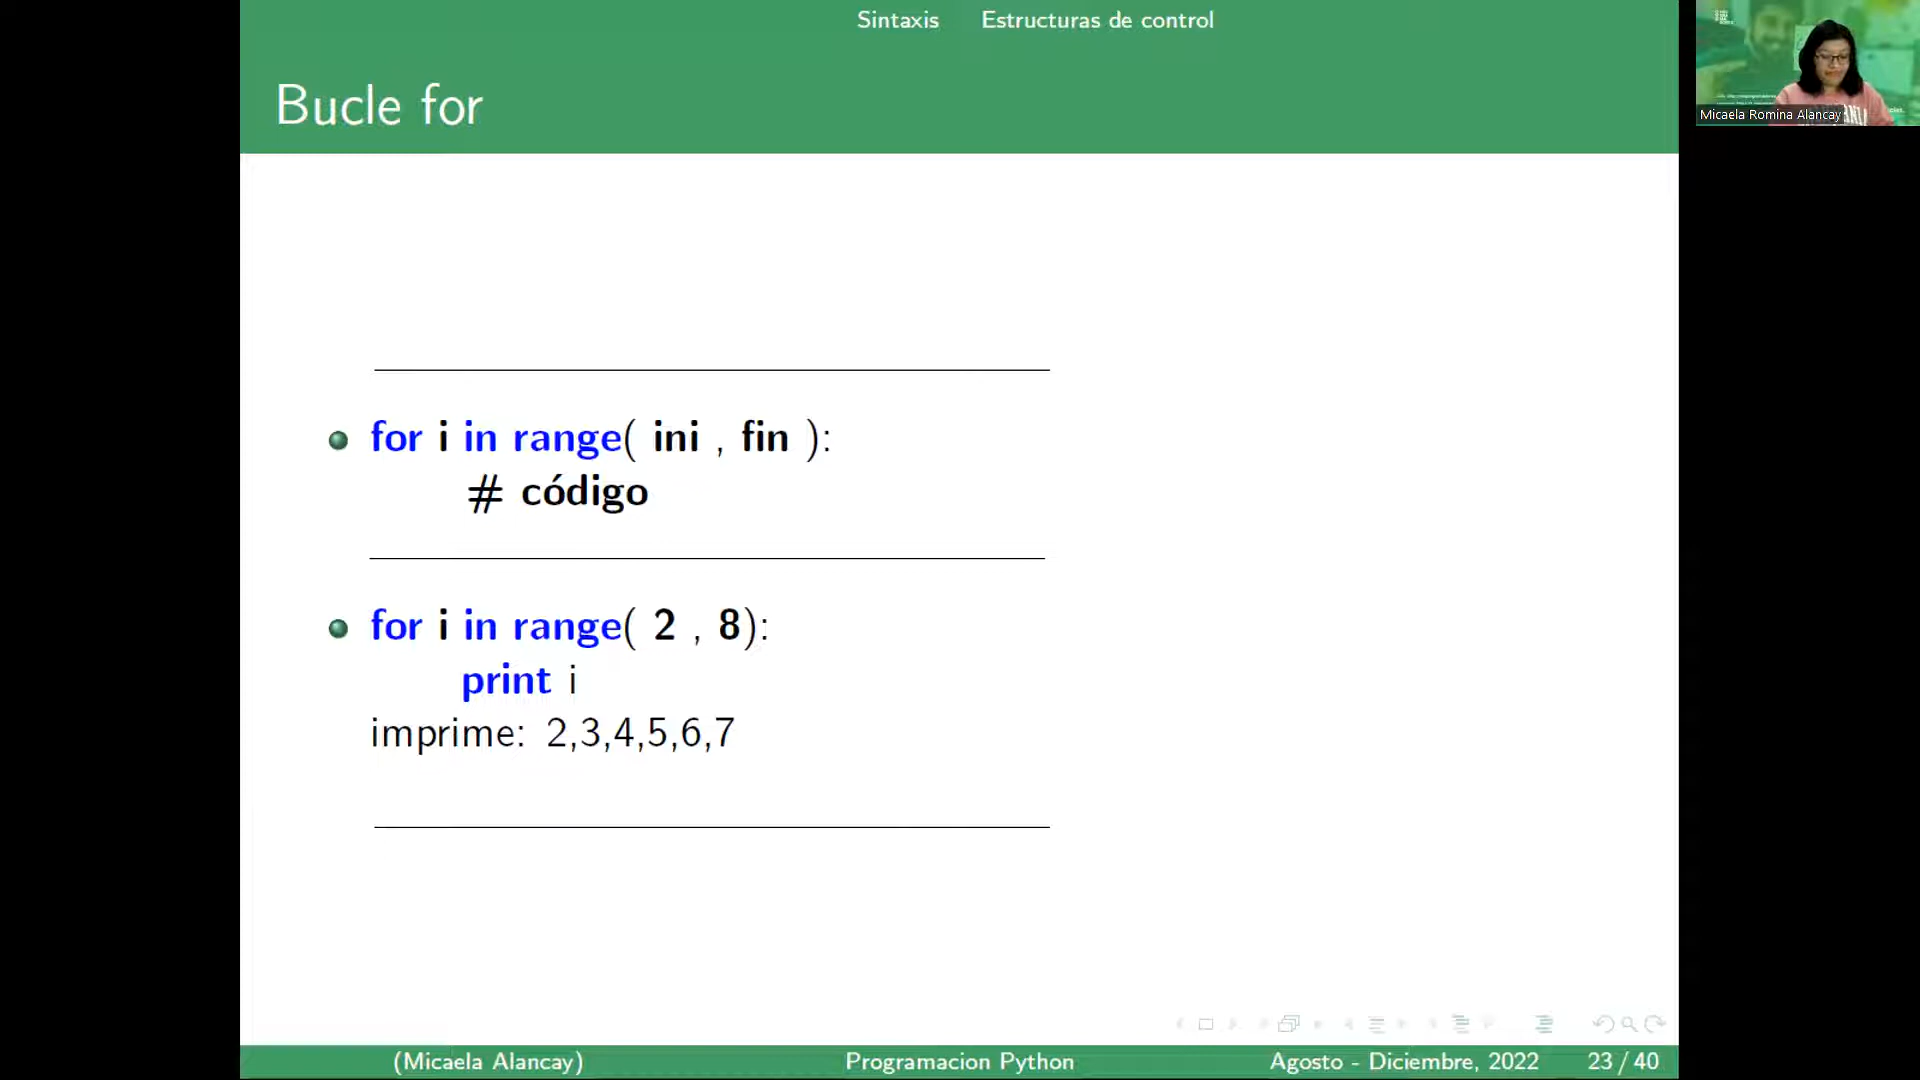 Sintaxis Estructuras de control
Bucle for
for i in range( ini , fin ):
# código
for i in range( 2 , 8):
print i
imprime: 2,3,4,5,6,7
(Micaela Alancay) Programacion Python Agosto - Diciembre, 2022 23 / 40
Micaela Romina Alancay